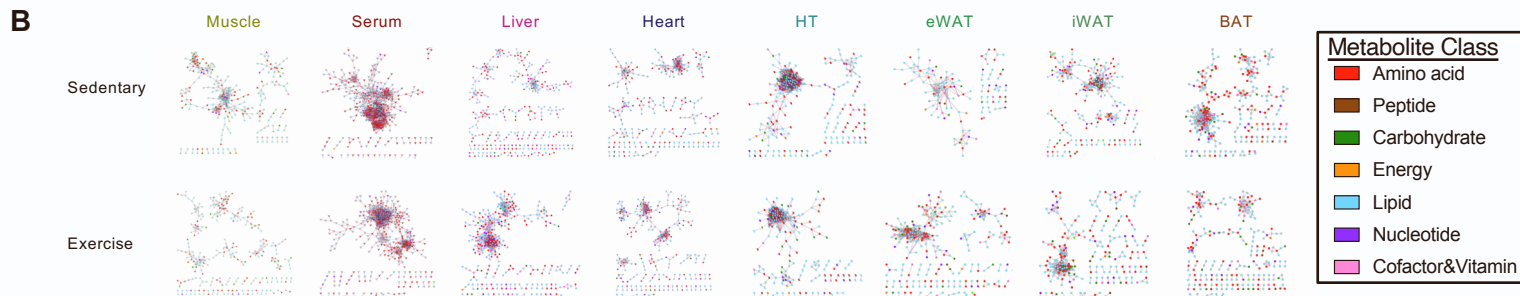 B
Muscle Serum Liver Heart HT eWAT iWAT BAT
Sedentary
Exercise
Metabolite Class
Amino acid
Peptide
Carbohydrate
Energy
Lipid
Nucleotide
Cofactor&Vitamin